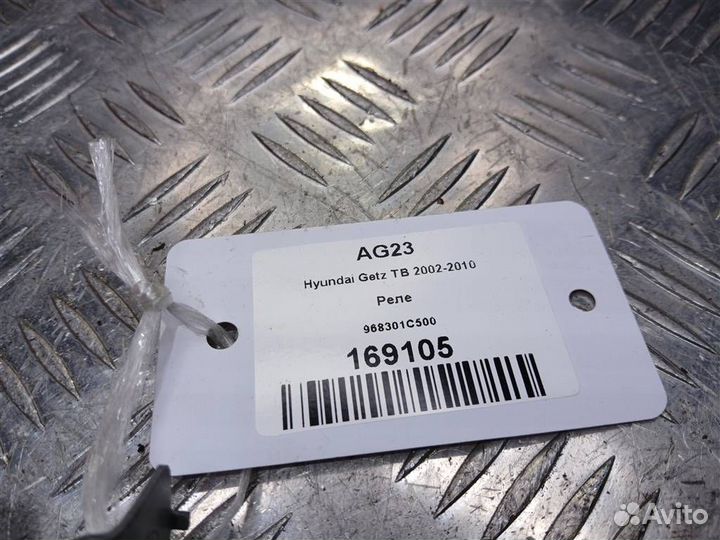 AG23
Hyundai Getz TB 2002-2010
Реле
968301C500
169105
Avito